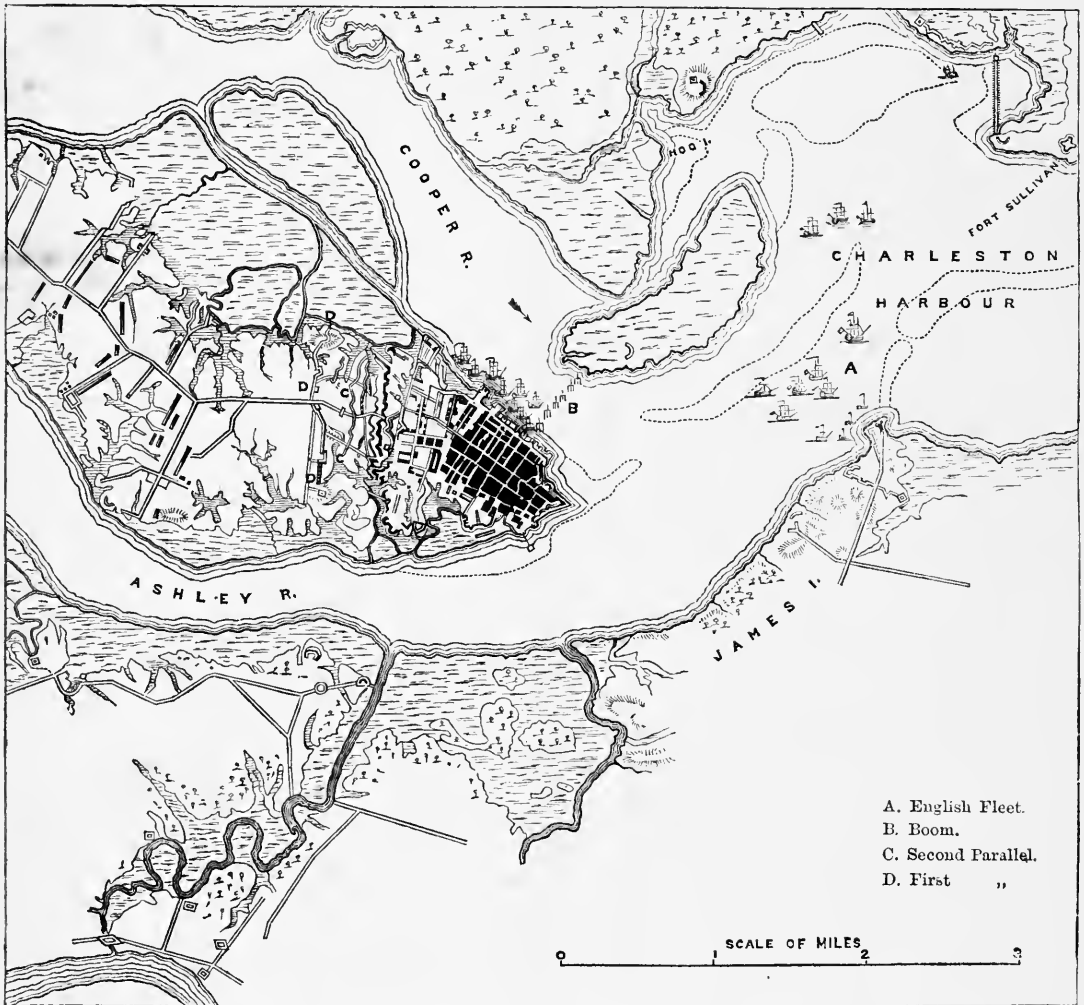 COOPER R.
HOG I.
FORT SULLIVAN
CHARLESTON
HARBOUR
A
B
D
D
C
C
D
ASHLEY R.
JAMES I.
A. English Fleet.
B. Boom.
C. Second Parallel.
D. First „
SCALE OF MILES
0 1 2 3